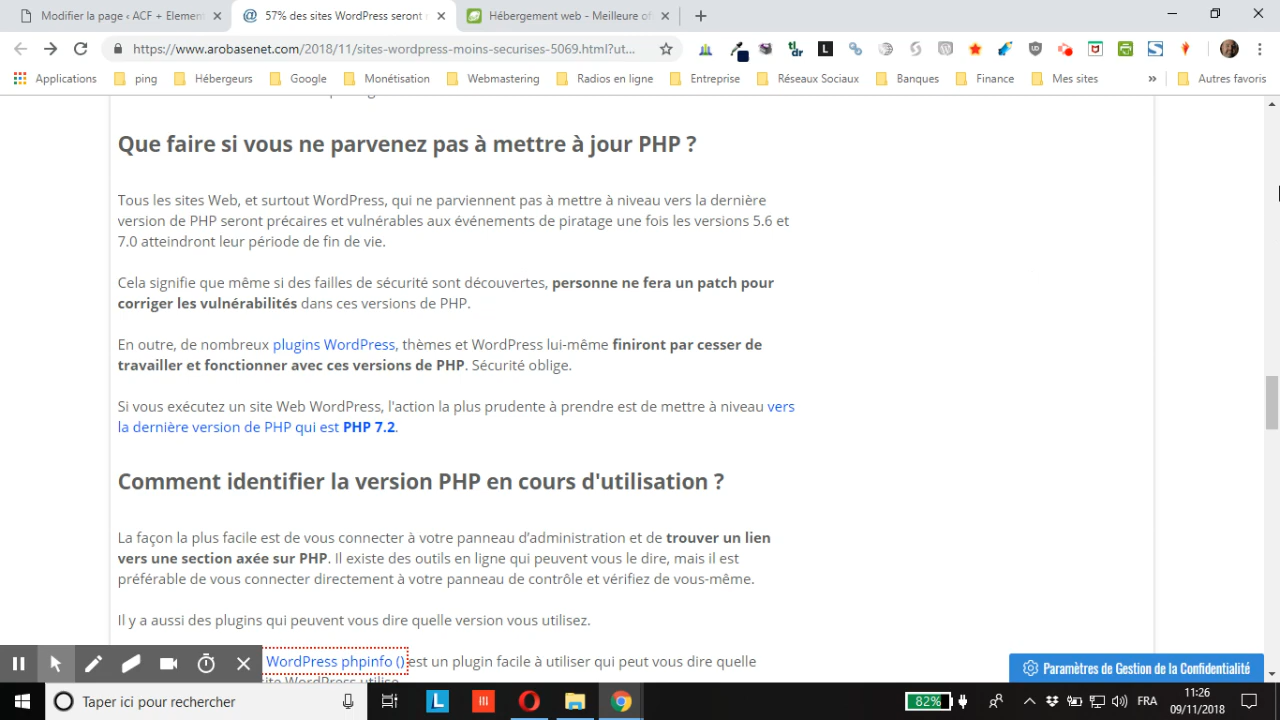 Modifier la page ‹ ACF + Element
57% des sites WordPress seront
Hébergement web - Meilleure of
https://www.arobasenet.com/2018/11/sites-wordpress-moins-securises-5069.html?ut...
Applications
ping
Hébergeurs
Google
Monétisation
Webmastering
Radios en ligne
Entreprise
Réseaux Sociaux
Banques
Finance
Mes sites
»
Autres favoris
Que faire si vous ne parvenez pas à mettre à jour PHP ?
Tous les sites Web, et surtout WordPress, qui ne parviennent pas à mettre à niveau vers la dernière
version de PHP seront précaires et vulnérables aux événements de piratage une fois les versions 5.6 et
7.0 atteindront leur période de fin de vie.
Cela signifie que même si des failles de sécurité sont découvertes, personne ne fera un patch pour
corriger les vulnérabilités dans ces versions de PHP.
En outre, de nombreux plugins WordPress, thèmes et WordPress lui-même finiront par cesser de
travailler et fonctionner avec ces versions de PHP. Sécurité oblige.
Si vous exécutez un site Web WordPress, l'action la plus prudente à prendre est de mettre à niveau vers
la dernière version de PHP qui est PHP 7.2.
Comment identifier la version PHP en cours d'utilisation ?
La façon la plus facile est de vous connecter à votre panneau d’administration et de trouver un lien
vers une section axée sur PHP. Il existe des outils en ligne qui peuvent vous le dire, mais il est
préférable de vous connecter directement à votre panneau de contrôle et vérifiez de vous-même.
Il y a aussi des plugins qui peuvent vous dire quelle version vous utilisez.
WordPress phpinfo () est un plugin facile à utiliser qui peut vous dire quelle
site WordPress utilise
Paramètres de Gestion de la Confidentialité
Taper ici pour rechercher
L
82%
FRA
11:26
09/11/2018